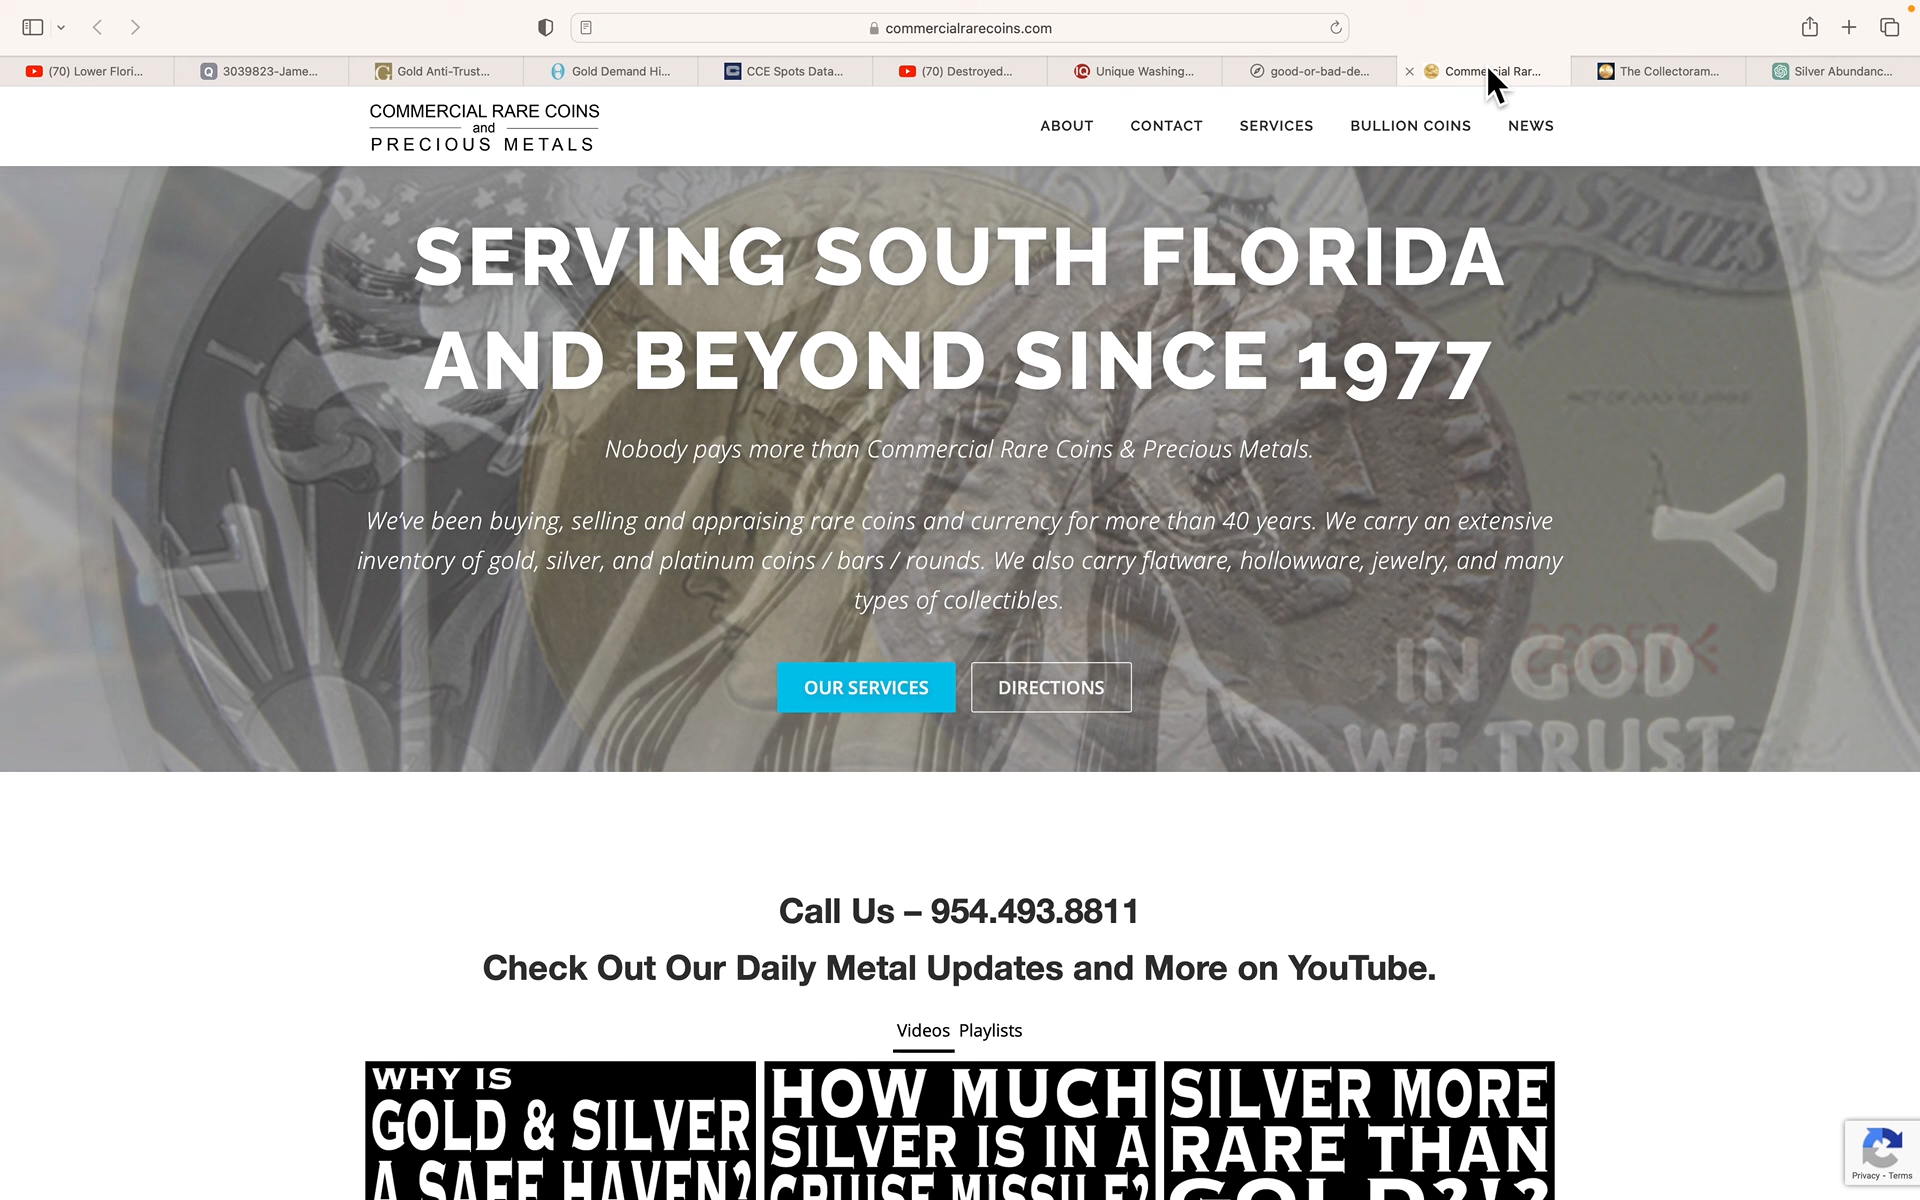 commercialrarecoins.com
(70) Lower Flori...
3039823-Jame...
Gold Anti-Trust...
Gold Demand Hi...
CCE Spots Data...
(70) Destroyed...
Unique Washing...
good-or-bad-de...
Commercial Rar...
The Collectoram...
Silver Abundanc...
COMMERCIAL RARE COINS
and
PRECIOUS METALS
ABOUT
CONTACT
SERVICES
BULLION COINS
NEWS
SERVING SOUTH FLORIDA
AND BEYOND SINCE 1977
Nobody pays more than Commercial Rare Coins & Precious Metals.
We've been buying, selling and appraising rare coins and currency for more than 40 years. We carry an extensive
inventory of gold, silver, and platinum coins / bars / rounds. We also carry flatware, hollowware, jewelry, and many
types of collectibles.
OUR SERVICES
DIRECTIONS
UNITED STATES
Y
IN GOD
WE TRUST
Call Us – 954.493.8811
Check Out Our Daily Metal Updates and More on YouTube.
Videos
Playlists
WHY IS
GOLD & SILVER
A SAFE HAVEN?
HOW MUCH
SILVER IS IN A
CRUISE MISSILE?
SILVER MORE
RARE THAN
GOLD?!?
Privacy - Terms